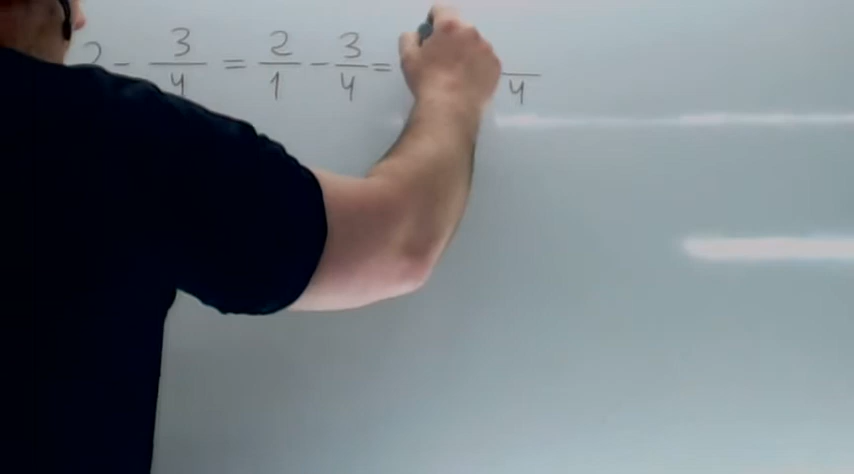 2 - 3/4 = 2/1 - 3/4 = /4